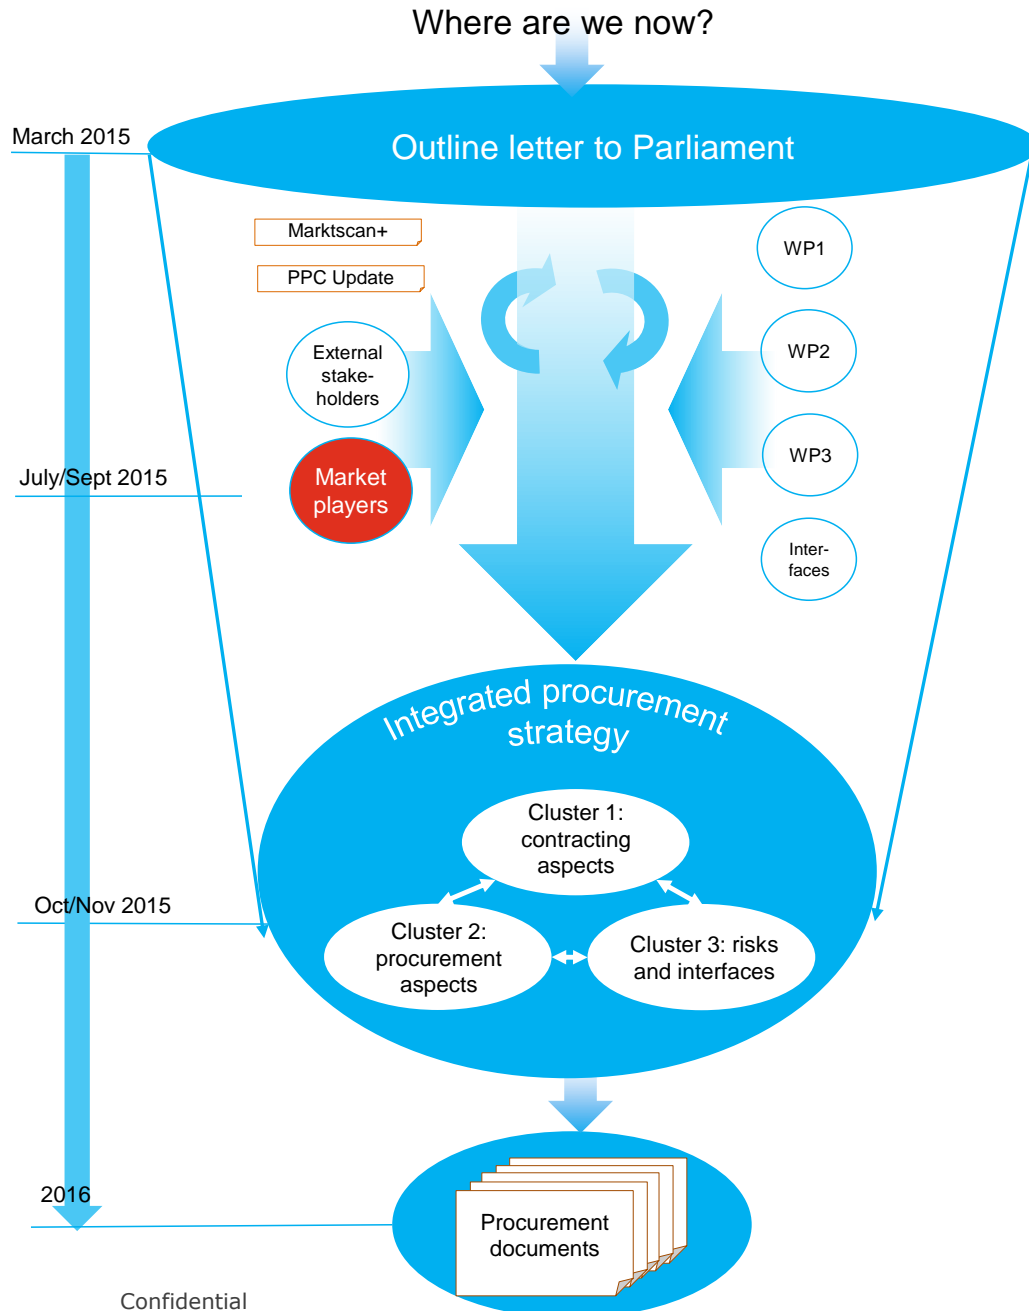 Where are we now?
March 2015
Outline letter to Parliament
Marktscan+
PPC Update
External
stake-
holders
Market
players
WP1
WP2
WP3
Inter-
faces
July/Sept 2015
Integrated procurement
strategy
Cluster 1:
contracting
aspects
Oct/Nov 2015
Cluster 2:
procurement
aspects
Cluster 3: risks
and interfaces
2016
Procurement
documents
Confidential